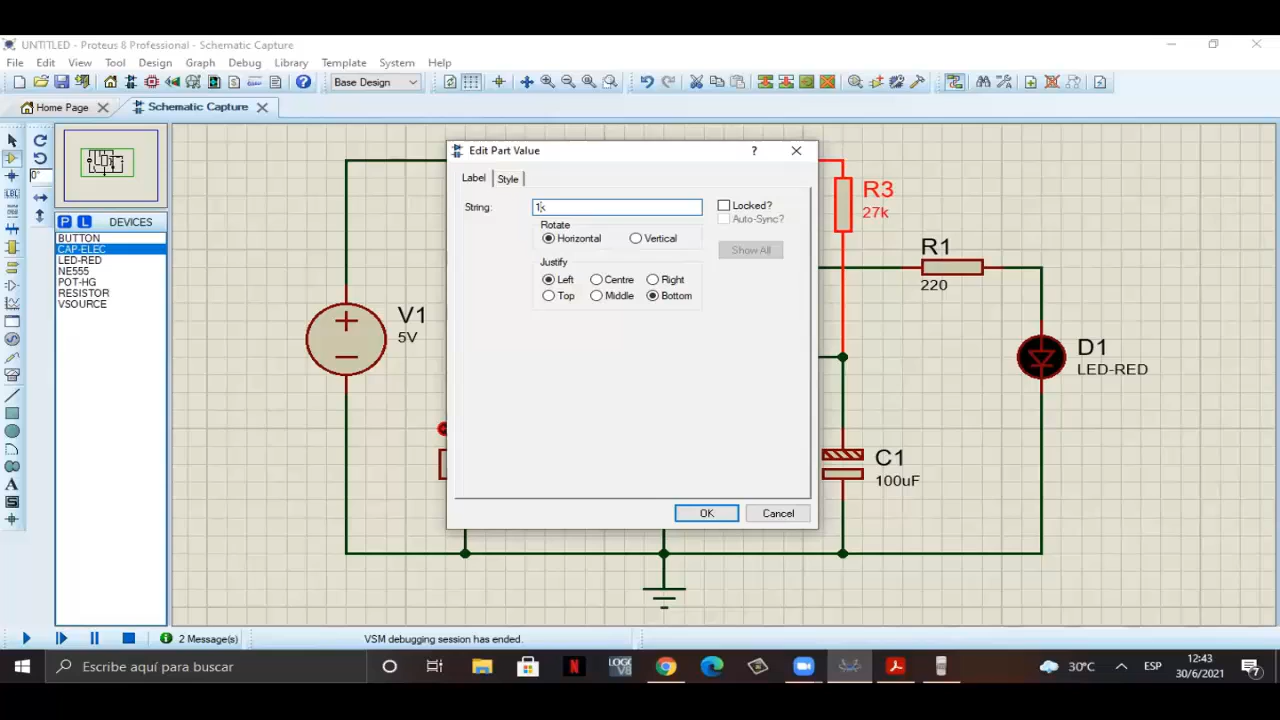 UNTITLED - Proteus 8 Professional - Schematic Capture
File Edit View Tool Design Graph Debug Library Template System Help
Base Design
Home Page
Schematic Capture
0°
P L DEVICES
BUTTON
CAP-ELEC
LED-RED
NE555
POT-HG
RESISTOR
VSOURCE
Edit Part Value ?
Label Style
String: 1k
Locked?
Auto-Sync?
Show All
Rotate
Horizontal Vertical
Justify
Left Centre Right
Top Middle Bottom
OK Cancel
V1
5V
R3
27k
R1
220
D1
LED-RED
C1
100uF
2 Message(s)
VSM debugging session has ended.
Escribe aquí para buscar
30°C
ESP
12:43
30/6/2021
7